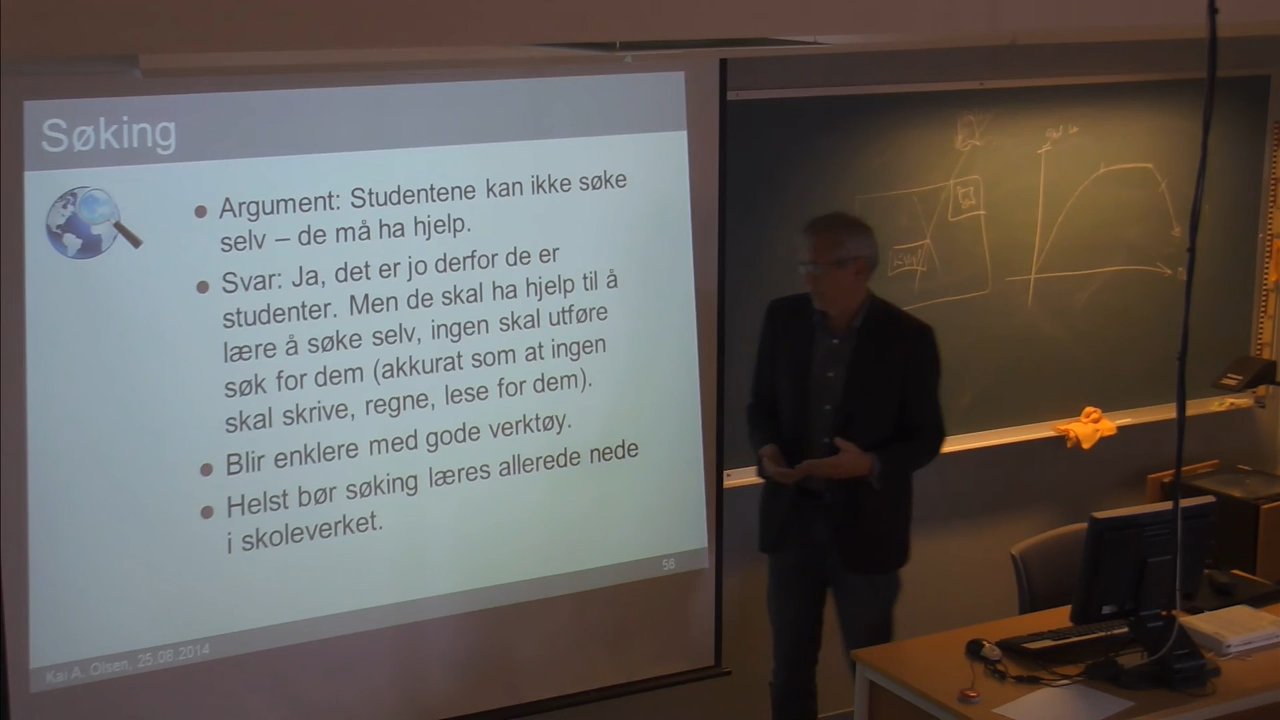 Søking
Argument: Studentene kan ikke søke
selv – de må ha hjelp.
Svar: Ja, det er jo derfor de er
studenter. Men de skal ha hjelp til å
lære å søke selv, ingen skal utføre
søk for dem (akkurat som at ingen
skal skrive, regne, lese for dem).
Blir enklere med gode verktøy.
Helst bør søking læres allerede nede
i skoleverket.
56
Kai A. Olsen, 25.08.2014